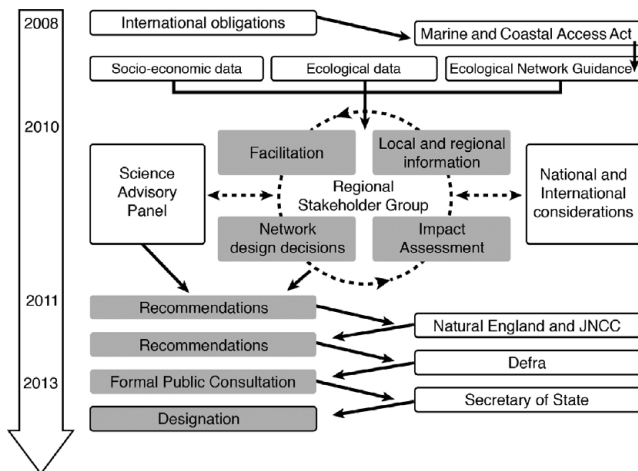 2008
International obligations
Marine and Coastal Access Act
Socio-economic data
Ecological data
Ecological Network Guidance
2010
Facilitation
Local and regional
information
Science
Advisory
Panel
Regional
Stakeholder Group
National and
International
considerations
Network
design decisions
Impact
Assessment
2011
Recommendations
Natural England and JNCC
Recommendations
Defra
2013
Formal Public Consultation
Secretary of State
Designation